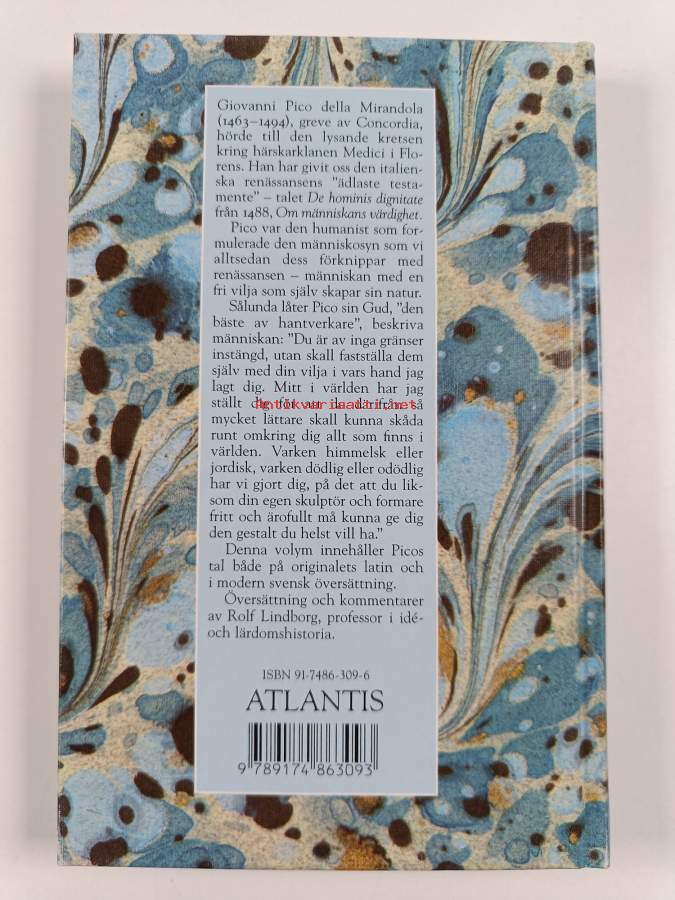 Giovanni Pico della Mirandola
(1463–1494), greve av Concordia,
hörde till den lysande kretsen
kring härskarklanen Medici i Flo-
rens. Han har givit oss den italien-
ska renässansens "ädlaste testa-
mente" – talet De hominis dignitate
från 1488, Om människans värdighet.
Pico var den humanist som for-
mulerade den människosyn som vi
alltsedan dess förknippar med
renässansen – människan med en
fri vilja som själv skapar sin natur.
Sålunda låter Pico sin Gud, "den
bäste av hantverkare", beskriva
människan: "Du är av inga gränser
instängd, utan skall fastställa dem
själv med din vilja i vars hand jag
lagt dig. Mitt i världen har jag
ställt dig för att du därifrån så
mycket lättare skall kunna skåda
runt omkring dig allt som finns i
världen. Varken himmelsk eller
jordisk, varken dödlig eller odödlig
har vi gjort dig, på det att du lik-
som din egen skulptör och formare
fritt och ärofullt må kunna ge dig
den gestalt du helst vill ha."
Denna volym innehåller Picos
tal både på originalets latin och
i modern svensk översättning.
Översättning och kommentarer
av Rolf Lindborg, professor i idé-
och lärdomshistoria.
ISBN 91-7486-309-6
ATLANTIS
9 789174 863093
Antikvariaatti.net